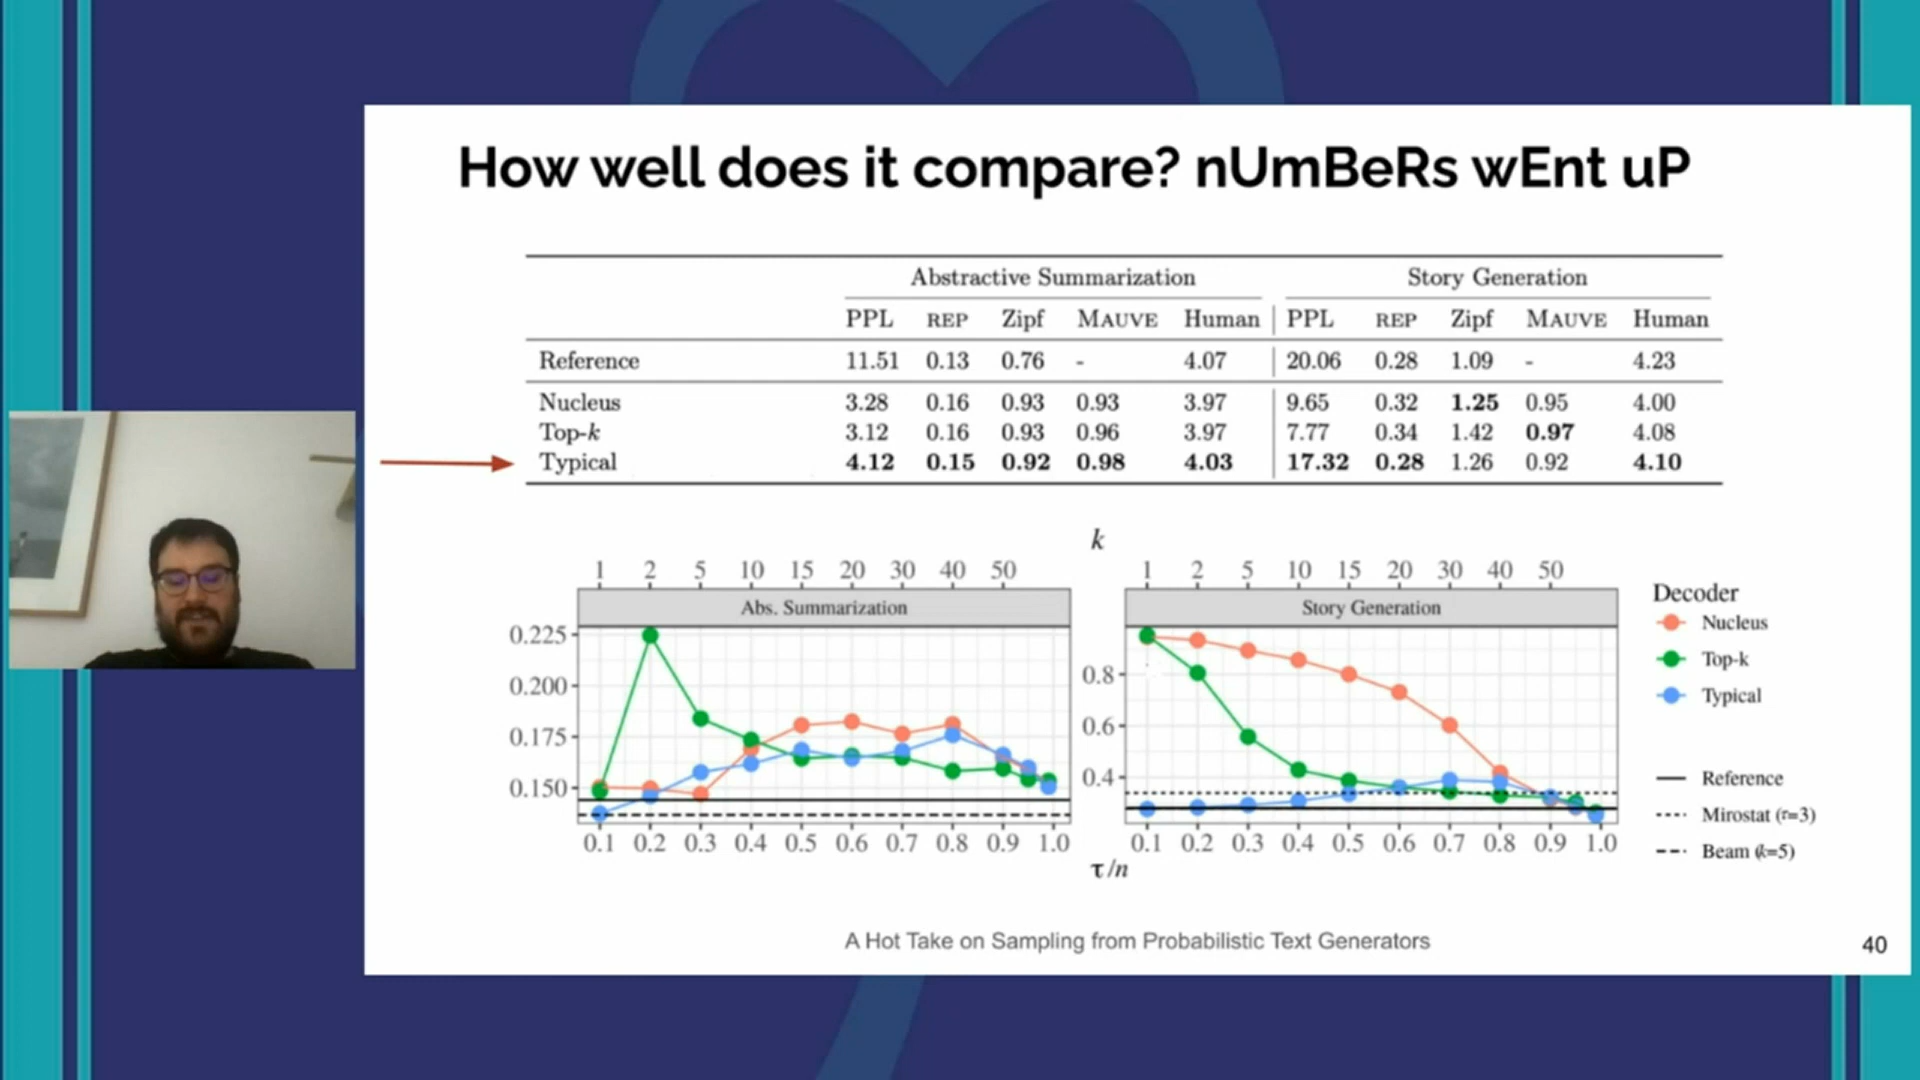 How well does it compare? nUmBeRs wEnt uP
Abstractive Summarization Story Generation
PPL REP Zipf MAUVE Human PPL REP Zipf MAUVE Human
Reference 11.51 0.13 0.76 - 4.07 20.06 0.28 1.09 - 4.23
Nucleus 3.28 0.16 0.93 0.93 3.97 9.65 0.32 1.25 0.95 4.00
Top-k 3.12 0.16 0.93 0.96 3.97 7.77 0.34 1.42 0.97 4.08
Typical 4.12 0.15 0.92 0.98 4.03 17.32 0.28 1.26 0.92 4.10
k
1 2 5 10 15 20 30 40 50
Abs. Summarization
0.225
0.200
0.175
0.150
0.1 0.2 0.3 0.4 0.5 0.6 0.7 0.8 0.9 1.0
1 2 5 10 15 20 30 40 50
Story Generation
0.8
0.6
0.4
0.1 0.2 0.3 0.4 0.5 0.6 0.7 0.8 0.9 1.0
τ/n
Decoder
Nucleus
Top-k
Typical
Reference
Mirostat (τ=3)
Beam (k=5)
A Hot Take on Sampling from Probabilistic Text Generators
40